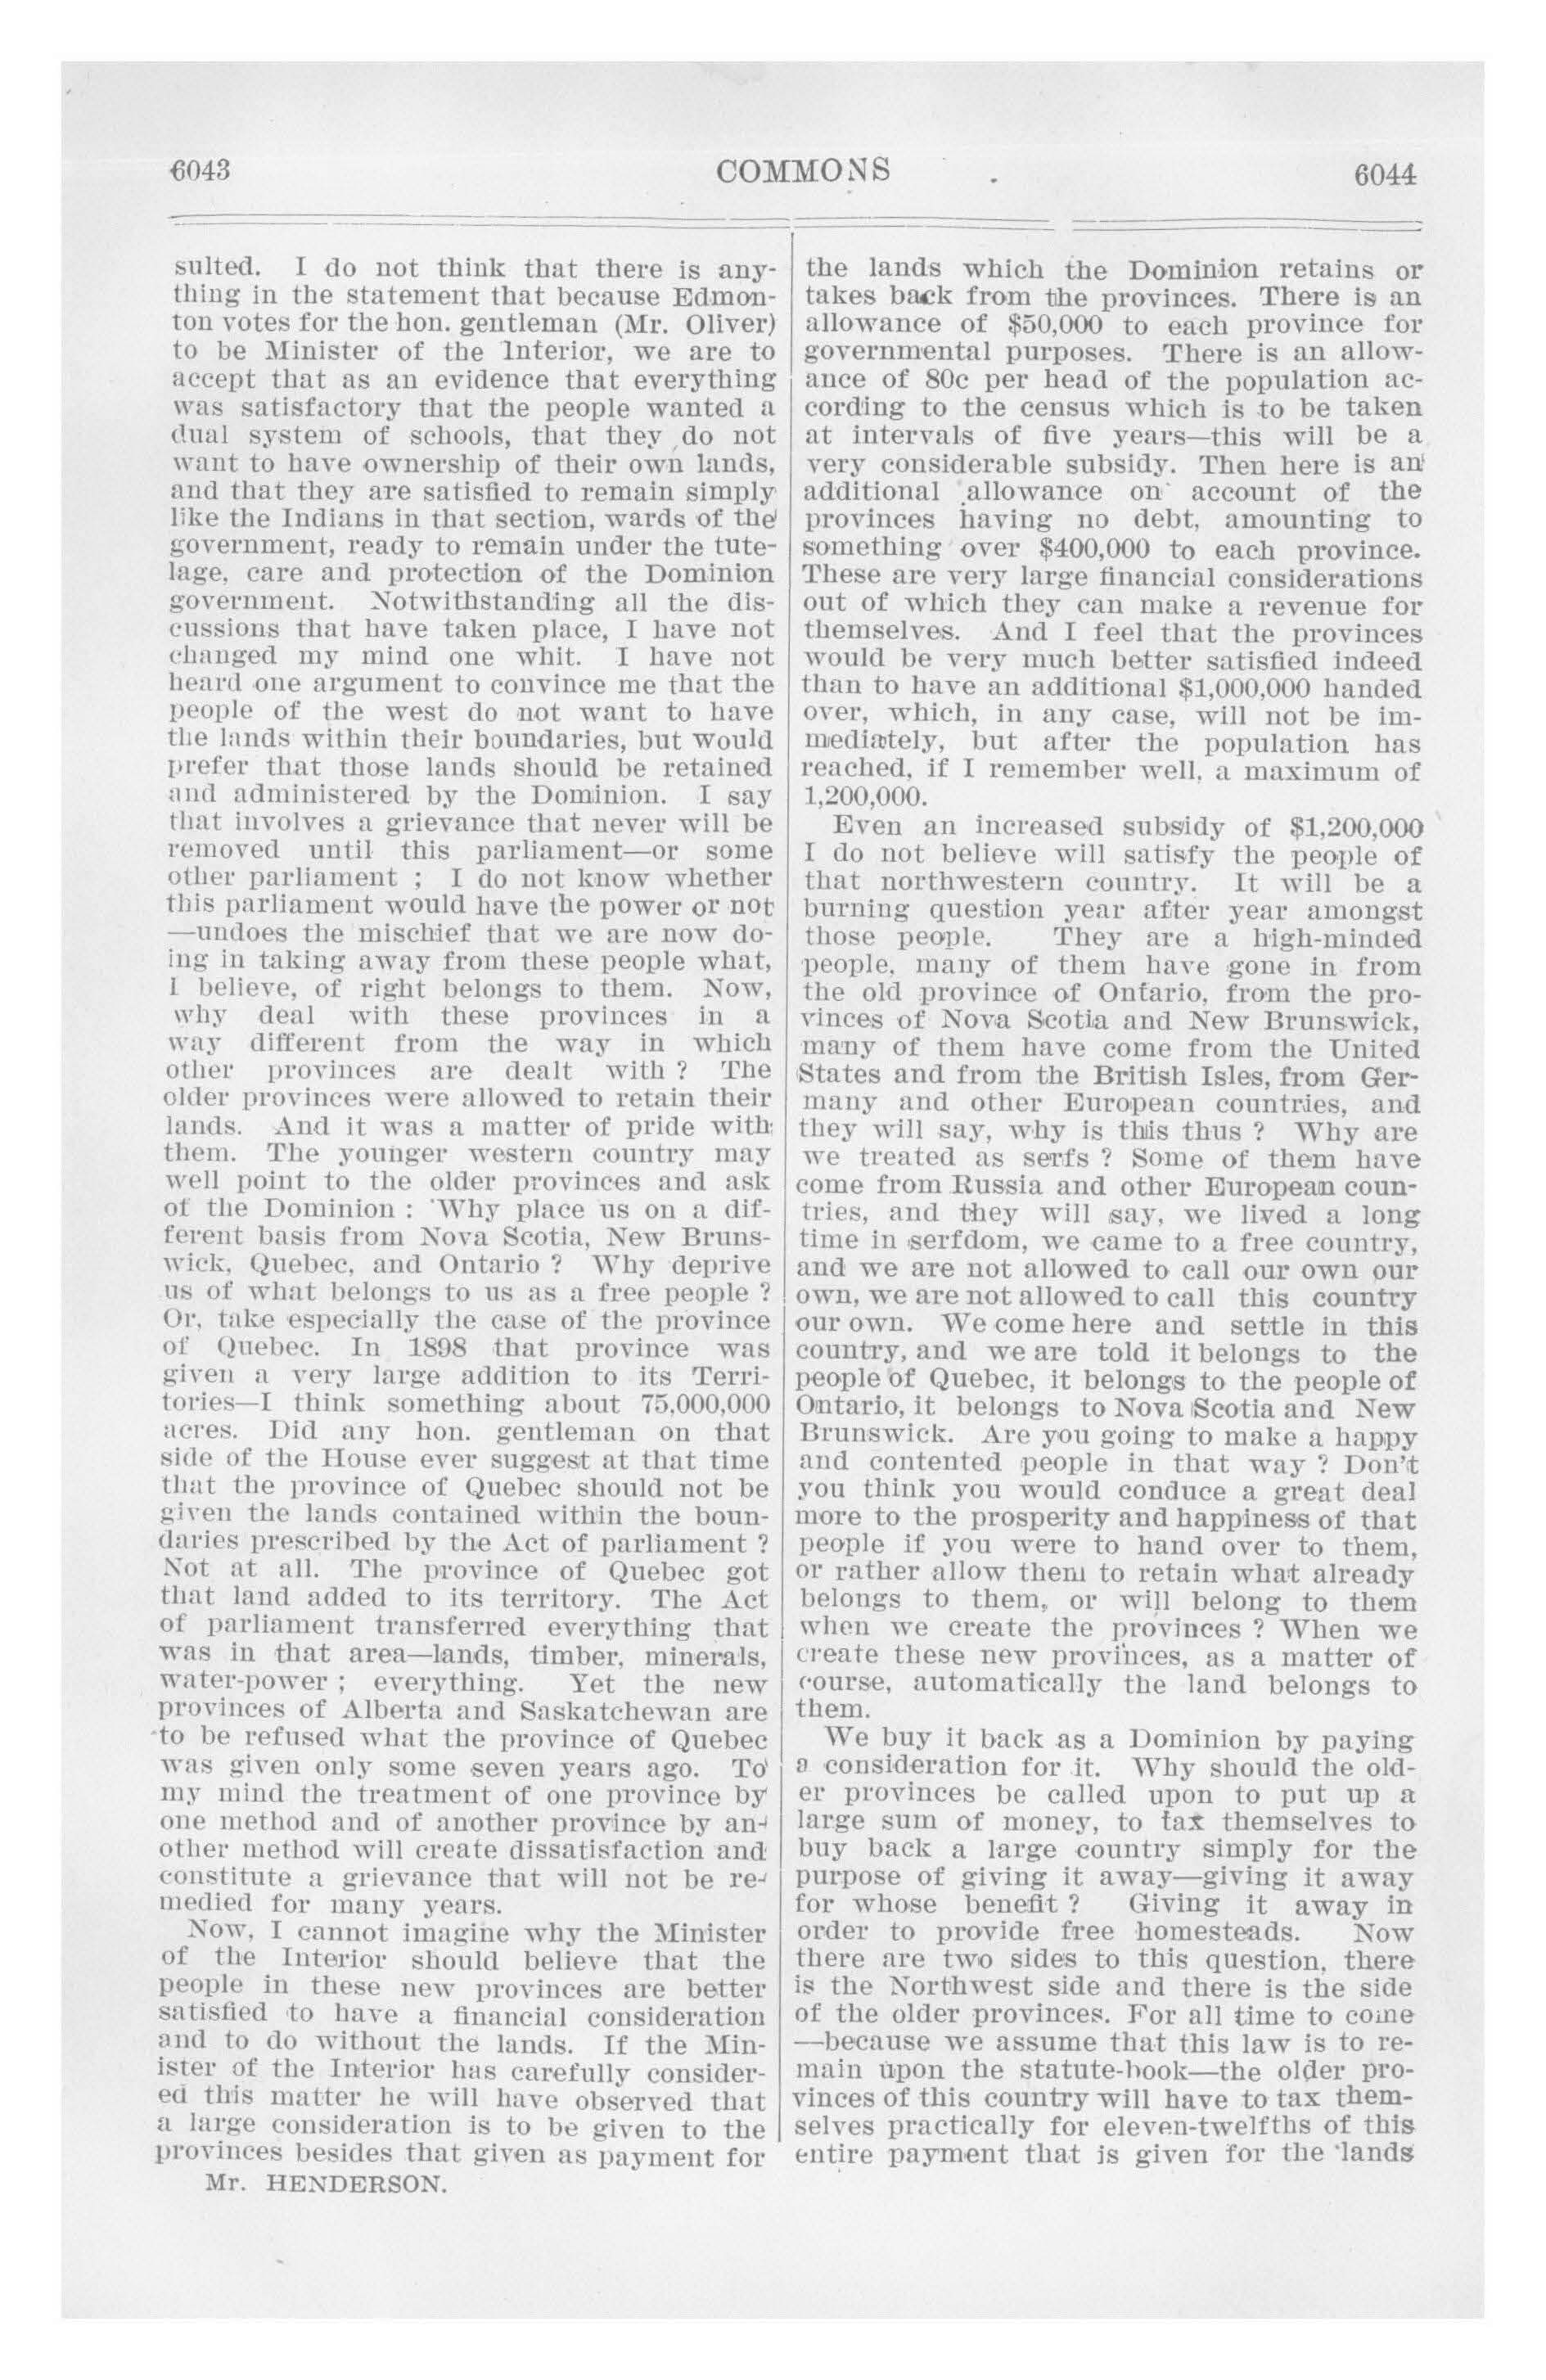 6043
COMMONS
6044
sulted. I do not think that there is any-
thing in the statement that because Edmon-
ton votes for the hon. gentleman (Mr. Oliver)
to be Minister of the Interior, we are to
accept that as an evidence that everything
was satisfactory that the people wanted a
dual system of schools, that they do not
want to have ownership of their own lands,
and that they are satisfied to remain simply
like the Indians in that section, wards of the
government, ready to remain under the tute-
lage, care and protection of the Dominion
government. Notwithstanding all the dis-
cussions that have taken place, I have not
changed my mind one whit. I have not
heard one argument to convince me that the
people of the west do not want to have
the lands within their boundaries, but would
prefer that those lands should be retained
and administered by the Dominion. I say
that involves a grievance that never will be
removed until this parliament—or some
other parliament ; I do not know whether
this parliament would have the power or not
—undoes the mischief that we are now do-
ing in taking away from these people what,
I believe, of right belongs to them. Now,
why deal with these provinces in a
way different from the way in which
other provinces are dealt with ? The
older provinces were allowed to retain their
lands. And it was a matter of pride with
them. The younger western country may
well point to the older provinces and ask
of the Dominion : 'Why place us on a dif-
ferent basis from Nova Scotia, New Bruns-
wick, Quebec, and Ontario ? Why deprive
us of what belongs to us as a free people ?
Or, take especially the case of the province
of Quebec. In 1898 that province was
given a very large addition to its Terri-
tories—I think something about 75,000,000
acres. Did any hon. gentleman on that
side of the House ever suggest at that time
that the province of Quebec should not be
given the lands contained within the boun-
daries prescribed by the Act of parliament ?
Not at all. The province of Quebec got
that land added to its territory. The Act
of parliament transferred everything that
was in that area—lands, timber, minerals,
water-power ; everything. Yet the new
provinces of Alberta and Saskatchewan are
to be refused what the province of Quebec
was given only some seven years ago. To
my mind the treatment of one province by
one method and of another province by an-
other method will create dissatisfaction and
constitute a grievance that will not be re-
medied for many years.
Now, I cannot imagine why the Minister
of the Interior should believe that the
people in these new provinces are better
satisfied to have a financial consideration
and to do without the lands. If the Min-
ister of the Interior has carefully consider-
ed this matter he will have observed that
a large consideration is to be given to the
provinces besides that given as payment for
Mr. HENDERSON.
the lands which the Dominion retains or
takes back from the provinces. There is an
allowance of $50,000 to each province for
governmental purposes. There is an allow-
ance of 80c per head of the population ac-
cording to the census which is to be taken
at intervals of five years—this will be a
very considerable subsidy. Then here is an
additional allowance on account of the
provinces having no debt, amounting to
something over $400,000 to each province.
These are very large financial considerations
out of which they can make a revenue for
themselves. And I feel that the provinces
would be very much better satisfied indeed
than to have an additional $1,000,000 handed
over, which, in any case, will not be im-
mediately, but after the population has
reached, if I remember well, a maximum of
1,200,000.
Even an increased subsidy of $1,200,000
I do not believe will satisfy the people of
that northwestern country. It will be a
burning question year after year amongst
those people. They are a high-minded
people, many of them have gone in from
the old province of Ontario, from the pro-
vinces of Nova Scotia and New Brunswick,
many of them have come from the United
States and from the British Isles, from Ger-
many and other European countries, and
they will say, why is this thus ? Why are
we treated as serfs ? Some of them have
come from Russia and other European coun-
tries, and they will say, we lived a long
time in serfdom, we came to a free country,
and we are not allowed to call our own our
own, we are not allowed to call this country
our own. We come here and settle in this
country, and we are told it belongs to the
people of Quebec, it belongs to the people of
Ontario, it belongs to Nova Scotia and New
Brunswick. Are you going to make a happy
and contented people in that way ? Don't
you think you would conduce a great deal
more to the prosperity and happiness of that
people if you were to hand over to them,
or rather allow them to retain what already
belongs to them, or will belong to them
when we create the provinces ? When we
create these new provinces, as a matter of
course, automatically the land belongs to
them.
We buy it back as a Dominion by paying
a consideration for it. Why should the old-
er provinces be called upon to put up a
large sum of money, to tax themselves to
buy back a large country simply for the
purpose of giving it away—giving it away
for whose benefit ? Giving it away in
order to provide free homesteads. Now
there are two sides to this question, there
is the Northwest side and there is the side
of the older provinces. For all time to come
—because we assume that this law is to re-
main upon the statute-book—the older pro-
vinces of this country will have to tax them-
selves practically for eleven-twelfths of this
entire payment that is given for the lands